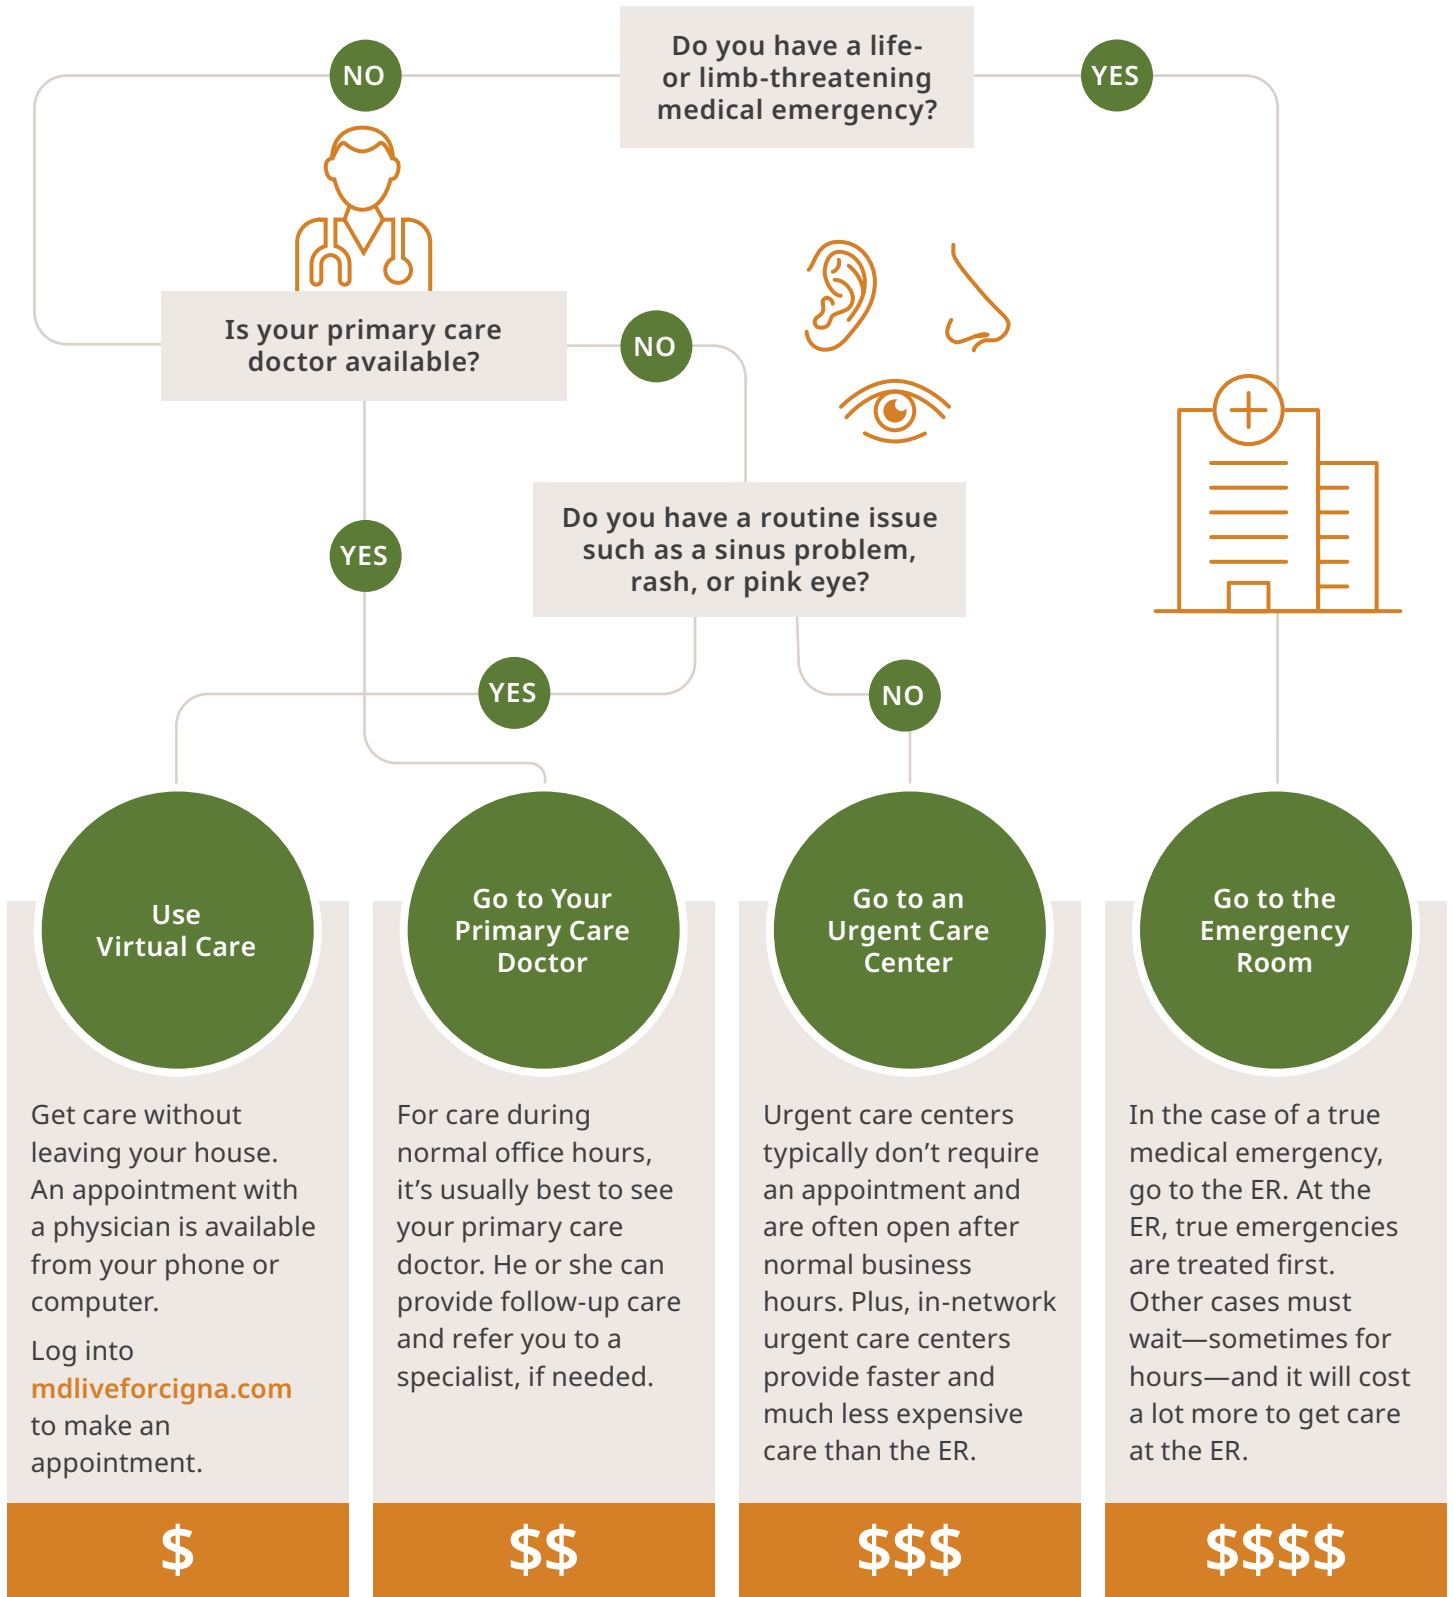 Do you have a life-
or limb-threatening
medical emergency?
NO
YES
Is your primary care
doctor available?
NO
YES
Do you have a routine issue
such as a sinus problem,
rash, or pink eye?
YES
NO
Use
Virtual Care
Get care without
leaving your house.
An appointment with
a physician is available
from your phone or
computer.
Log into
mdliveforcigna.com
to make an
appointment.
$
Go to Your
Primary Care
Doctor
For care during
normal office hours,
it’s usually best to see
your primary care
doctor. He or she can
provide follow-up care
and refer you to a
specialist, if needed.
$$
Go to an
Urgent Care
Center
Urgent care centers
typically don’t require
an appointment and
are often open after
normal business
hours. Plus, in-network
urgent care centers
provide faster and
much less expensive
care than the ER.
$$$
Go to the
Emergency
Room
In the case of a true
medical emergency,
go to the ER. At the
ER, true emergencies
are treated first.
Other cases must
wait—sometimes for
hours—and it will cost
a lot more to get care
at the ER.
$$$$